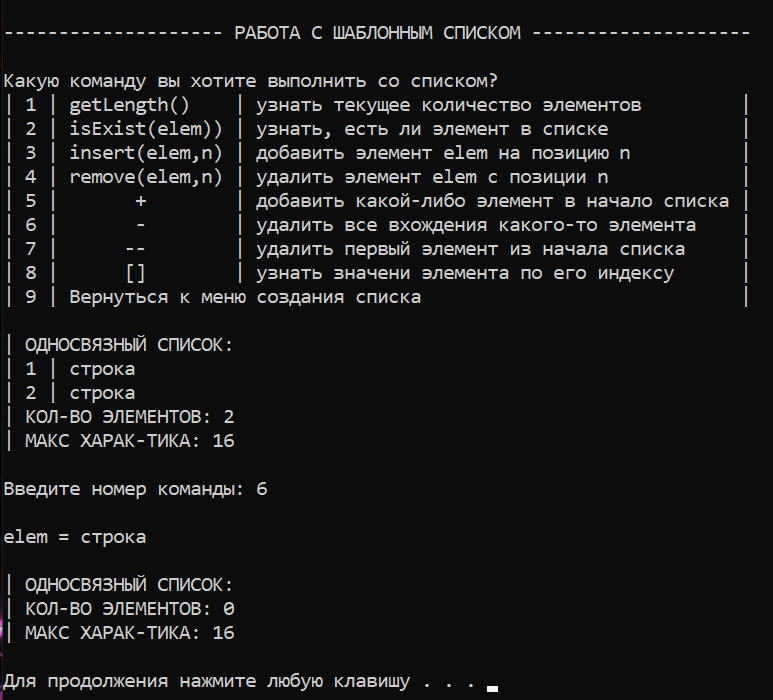 -------------------- РАБОТА С ШАБЛОННЫМ СПИСКОМ --------------------
Какую команду вы хотите выполнить со списком?
| 1 | getLength() | узнать текущее количество элементов |
| 2 | isExist(elem)) | узнать, есть ли элемент в списке |
| 3 | insert(elem,n) | добавить элемент elem на позицию n |
| 4 | remove(elem,n) | удалить элемент elem с позиции n |
| 5 | + | добавить какой-либо элемент в начало списка |
| 6 | - | удалить все вхождения какого-то элемента |
| 7 | -- | удалить первый элемент из начала списка |
| 8 | [] | узнать значени элемента по его индексу |
| 9 | Вернуться к меню создания списка |
| ОДНОСВЯЗНЫЙ СПИСОК:
| 1 | строка
| 2 | строка
| КОЛ-ВО ЭЛЕМЕНТОВ: 2
| МАКС ХАРАК-ТИКА: 16
Введите номер команды: 6
elem = строка
| ОДНОСВЯЗНЫЙ СПИСОК:
| КОЛ-ВО ЭЛЕМЕНТОВ: 0
| МАКС ХАРАК-ТИКА: 16
Для продолжения нажмите любую клавишу . . .